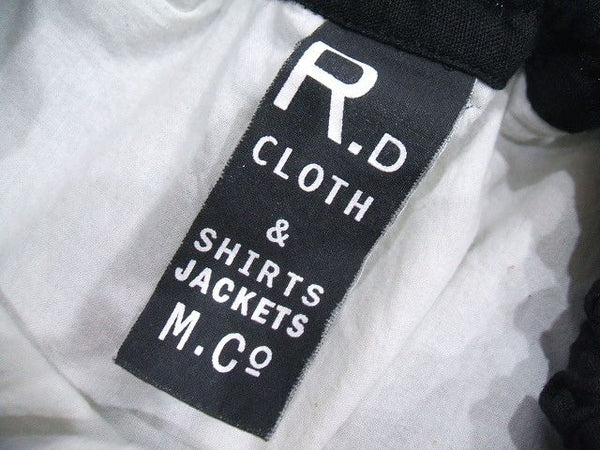 R.D
CLOTH
&
SHIRTS
JACKETS
M.Co